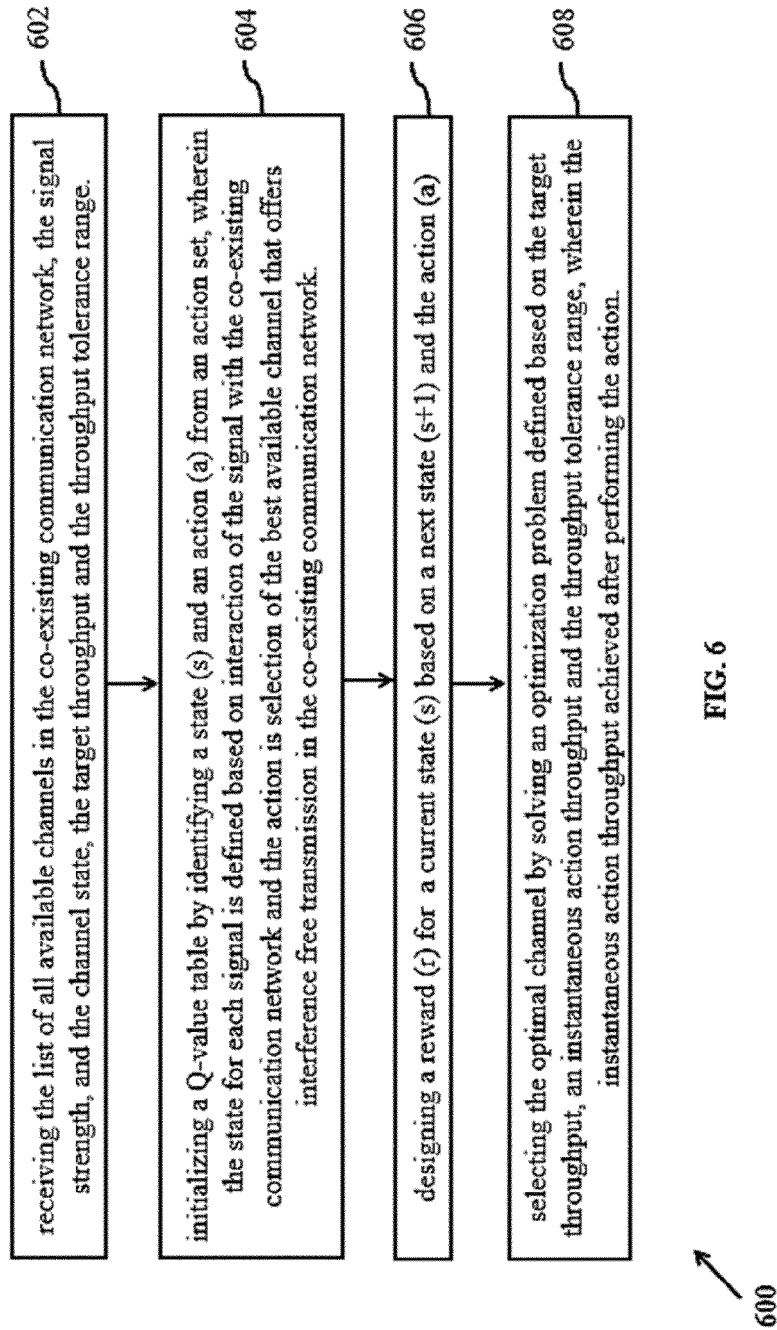 receiving the list of all available channels in the co-existing communication network, the signal
strength, and the channel state, the target throughput and the throughput tolerance range.
602
initializing a Q-value table by identifying a state (s) and an action (a) from an action set, wherein
the state for each signal is defined based on interaction of the signal with the co-existing
communication network and the action is selection of the best available channel that offers
interference free transmission in the co-existing communication network.
604
designing a reward (r) for a current state (s) based on a next state (s+1) and the action (a)
606
selecting the optimal channel by solving an optimization problem defined based on the target
throughput, an instantaneous action throughput and the throughput tolerance range, wherein the
instantaneous action throughput achieved after performing the action.
608
600
FIG. 6